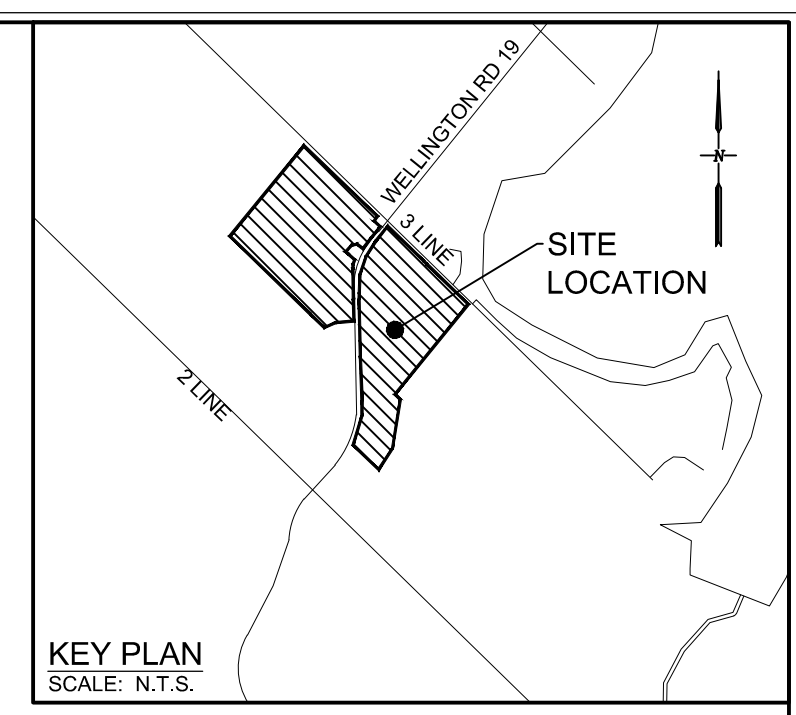 WELLINGTON RD 19
3 LINE
N
SITE
LOCATION
2 LINE
KEY PLAN
SCALE: N.T.S.